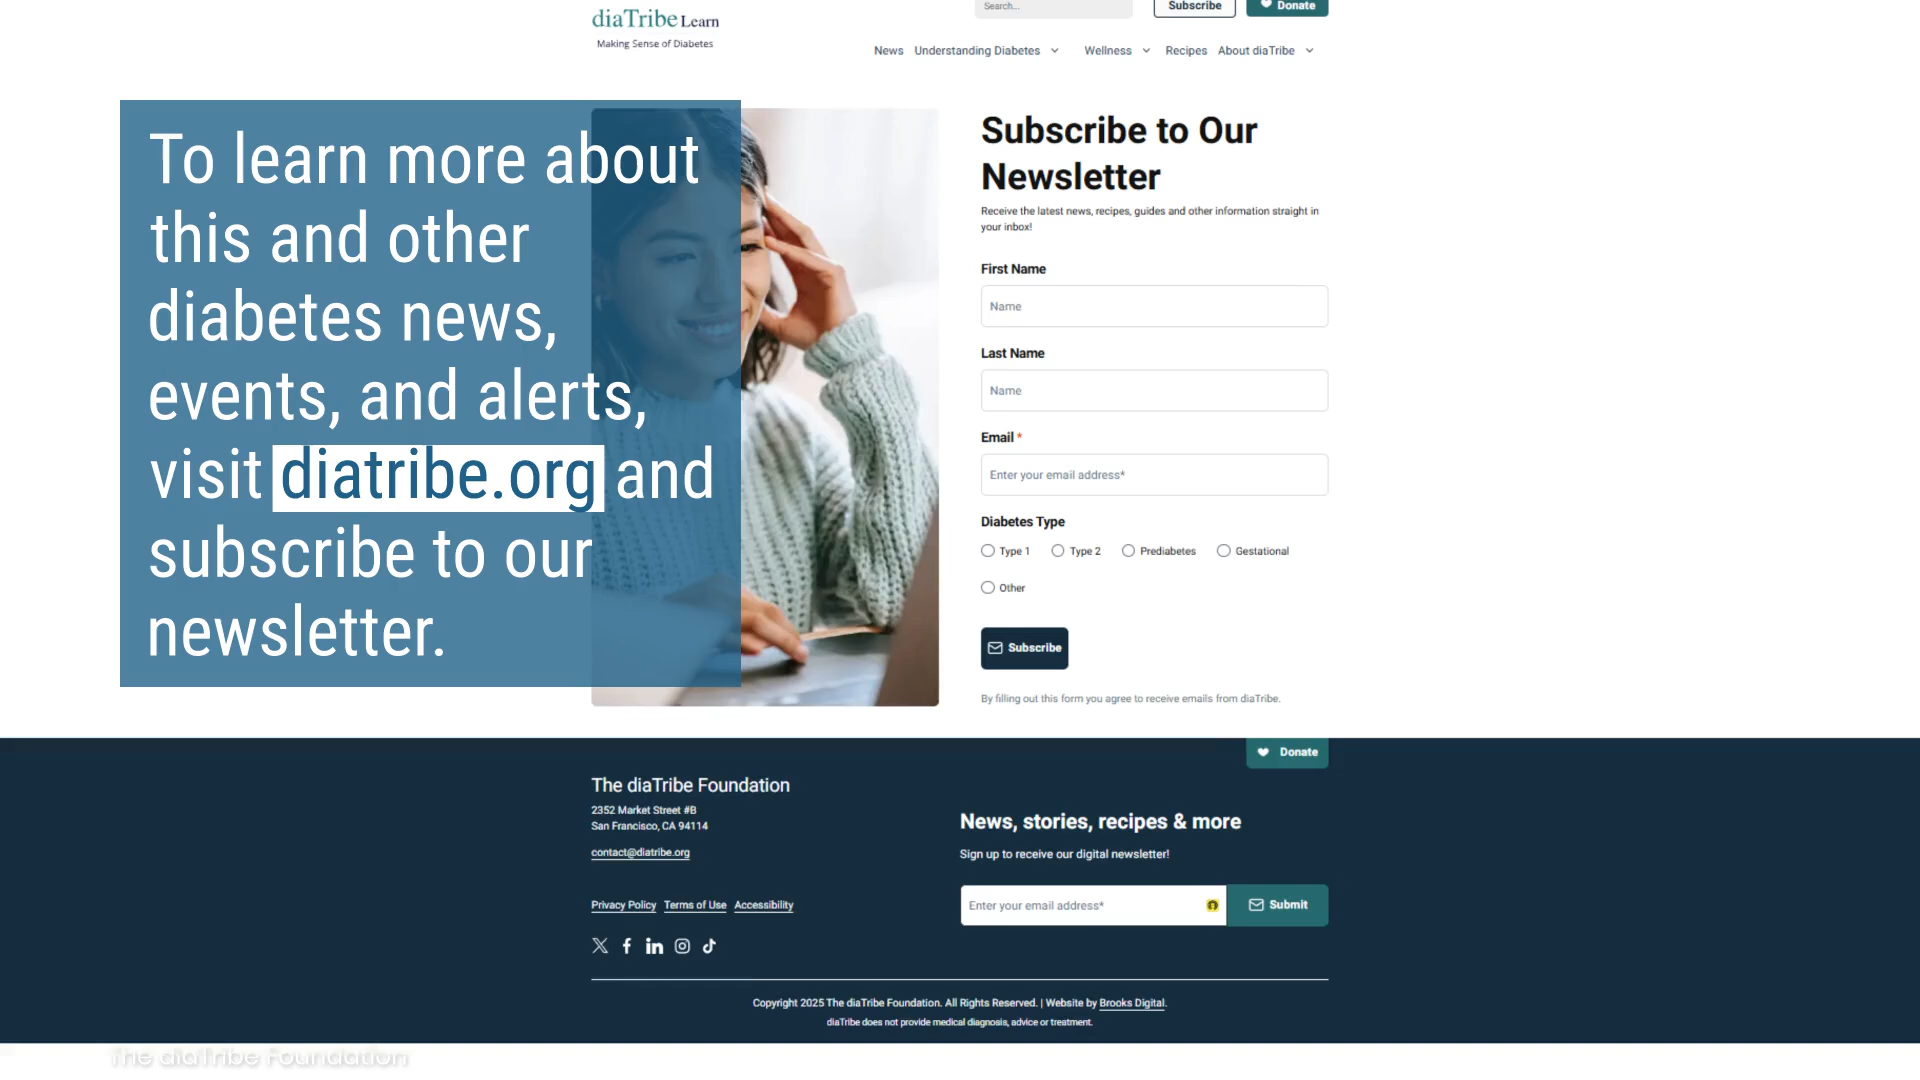 diaTribe Learn
Making Sense of Diabetes
Search...
Subscribe
Donate
News Understanding Diabetes Wellness Recipes About diaTribe
To learn more about
this and other
diabetes news,
events, and alerts,
visit diatribe.org and
subscribe to our
newsletter.
Subscribe to Our
Newsletter
Receive the latest news, recipes, guides and other information straight in
your inbox!
First Name
Name
Last Name
Name
Email *
Enter your email address*
Diabetes Type
Type 1 Type 2 Prediabetes Gestational
Other
Subscribe
By filling out this form you agree to receive emails from diaTribe.
Donate
The diaTribe Foundation
2352 Market Street #B
San Francisco, CA 94114
contact@diatribe.org
Privacy Policy Terms of Use Accessibility
News, stories, recipes & more
Sign up to receive our digital newsletter!
Enter your email address*
Submit
Copyright 2025 The diaTribe Foundation. All Rights Reserved. | Website by Brooks Digital.
diaTribe does not provide medical diagnosis, advice or treatment.
The diaTribe Foundation